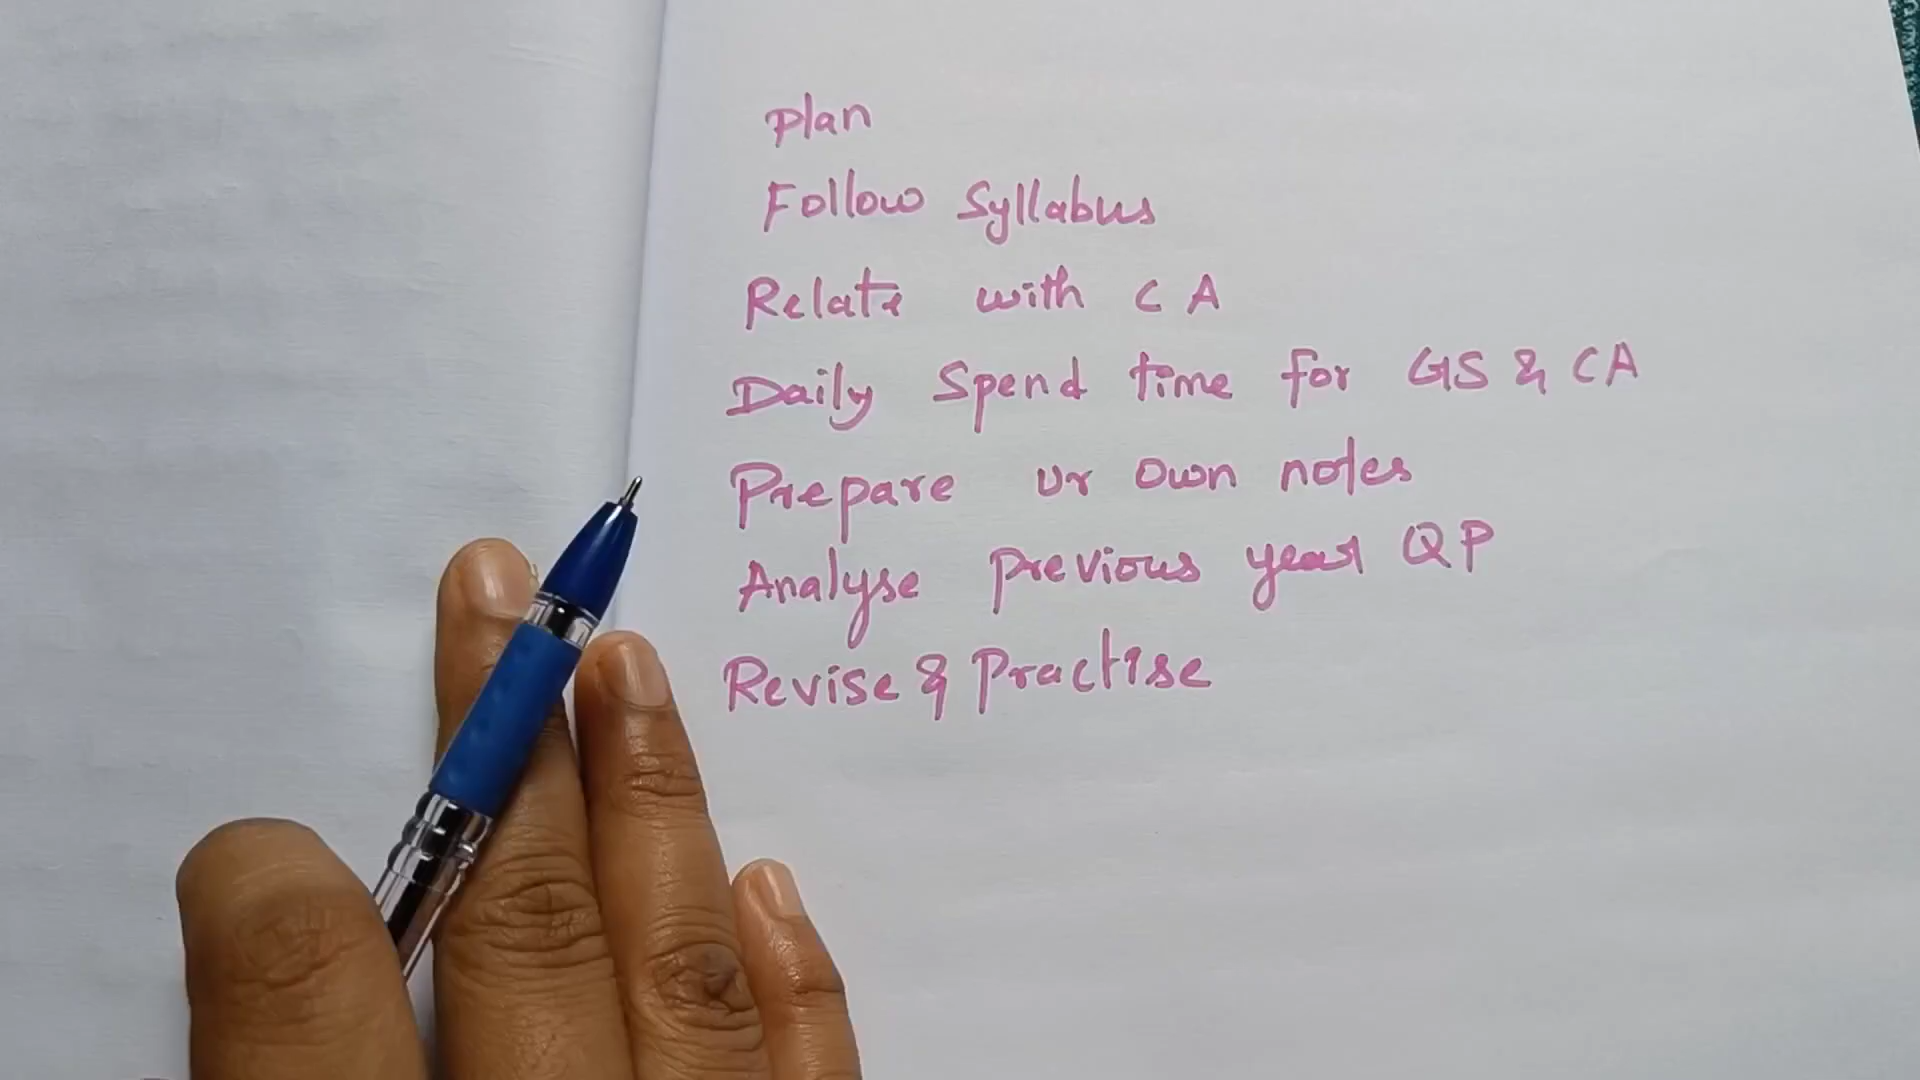 Plan
Follow Syllabus
Relate with CA
Daily Spend time for GS & CA
Prepare ur own notes
Analyse previous year QP
Revise & Practise